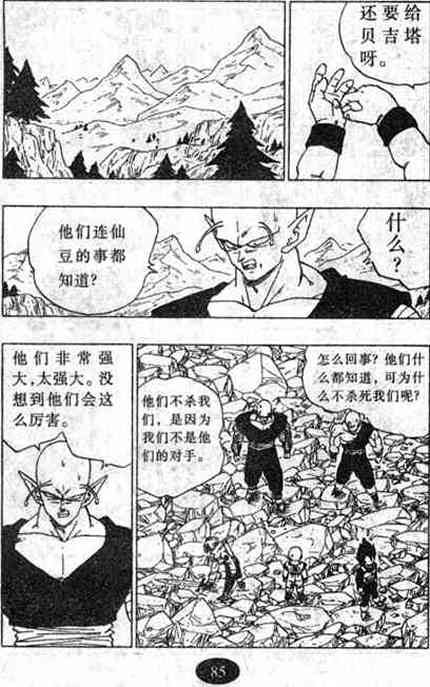 还要给
贝吉塔
呀。
什么？
他们连仙
豆的事都
知道？
怎么回事？他们什
么都知道，可为什
么不杀死我们呢？
他们不杀我
们，是因为
我们不是他
们的对手。
他们非常强
大,太强大。没
想到他们会这
么厉害。
85